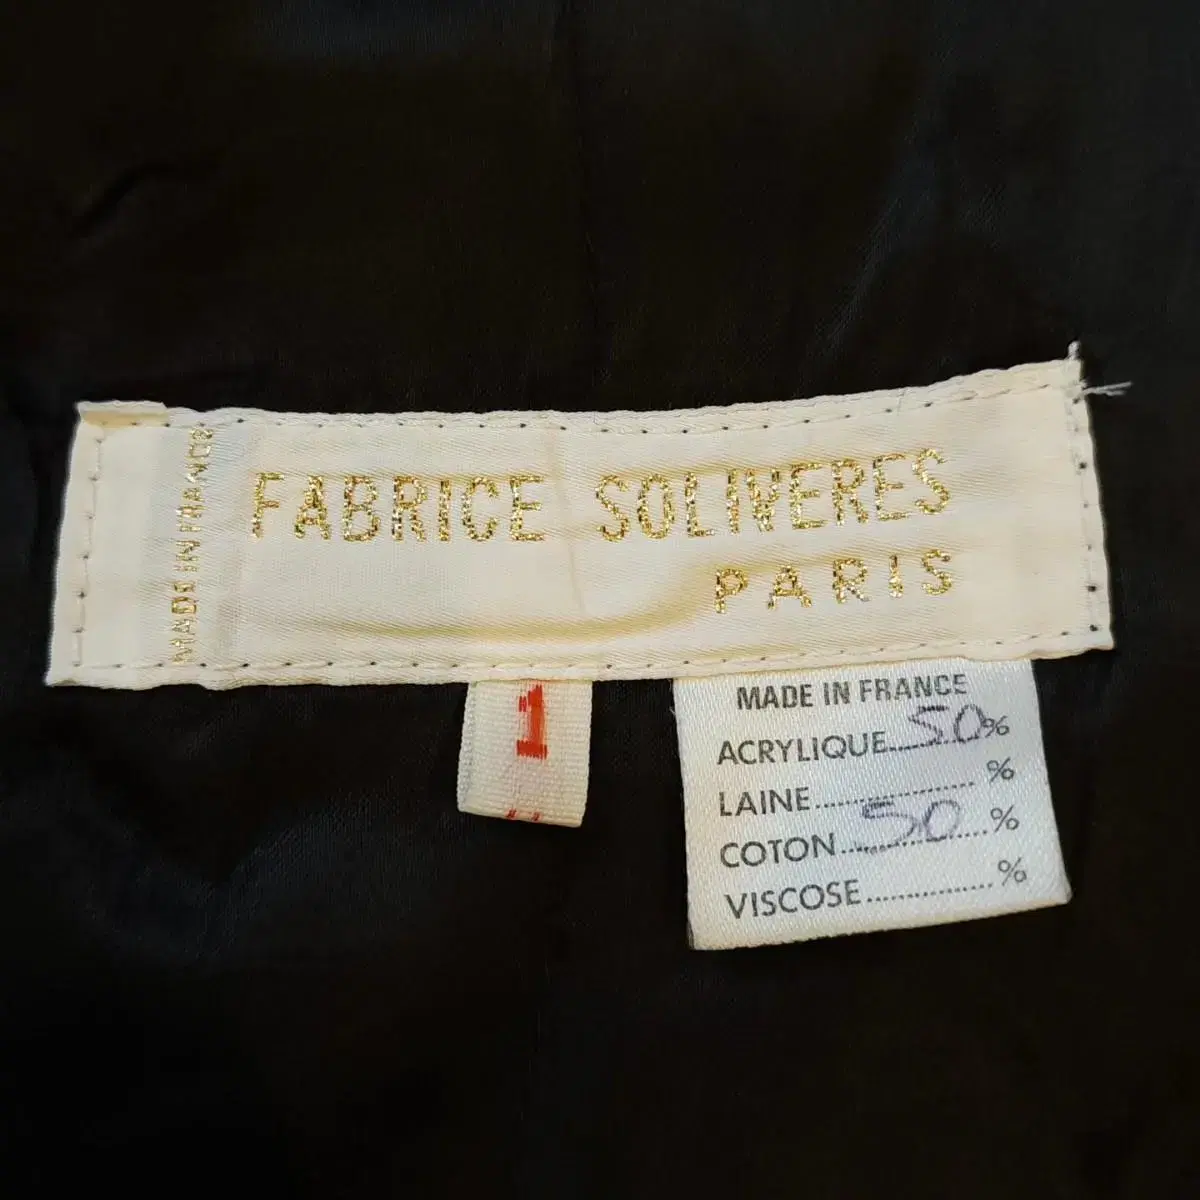 MADE IN FRANCE
FABRICE SOLIVERES
PARIS
1
MADE IN FRANCE
ACRYLIQUE.....50%
LAINE.................%
COTON.....50....%
VISCOSE................%